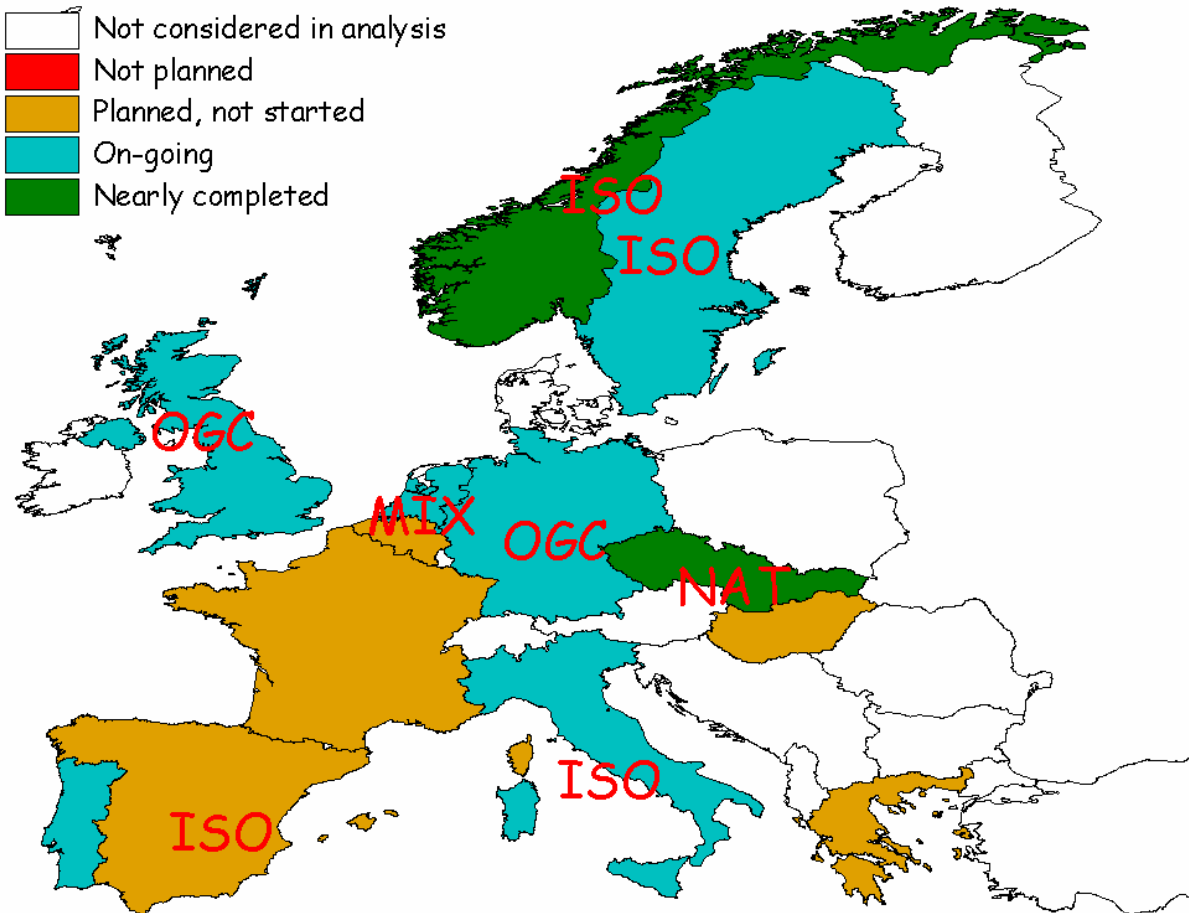 Not considered in analysis
Not planned
Planned, not started
On-going
Nearly completed
ISO
ISO
OGC
MIX
OGC
NAT
ISO
ISO